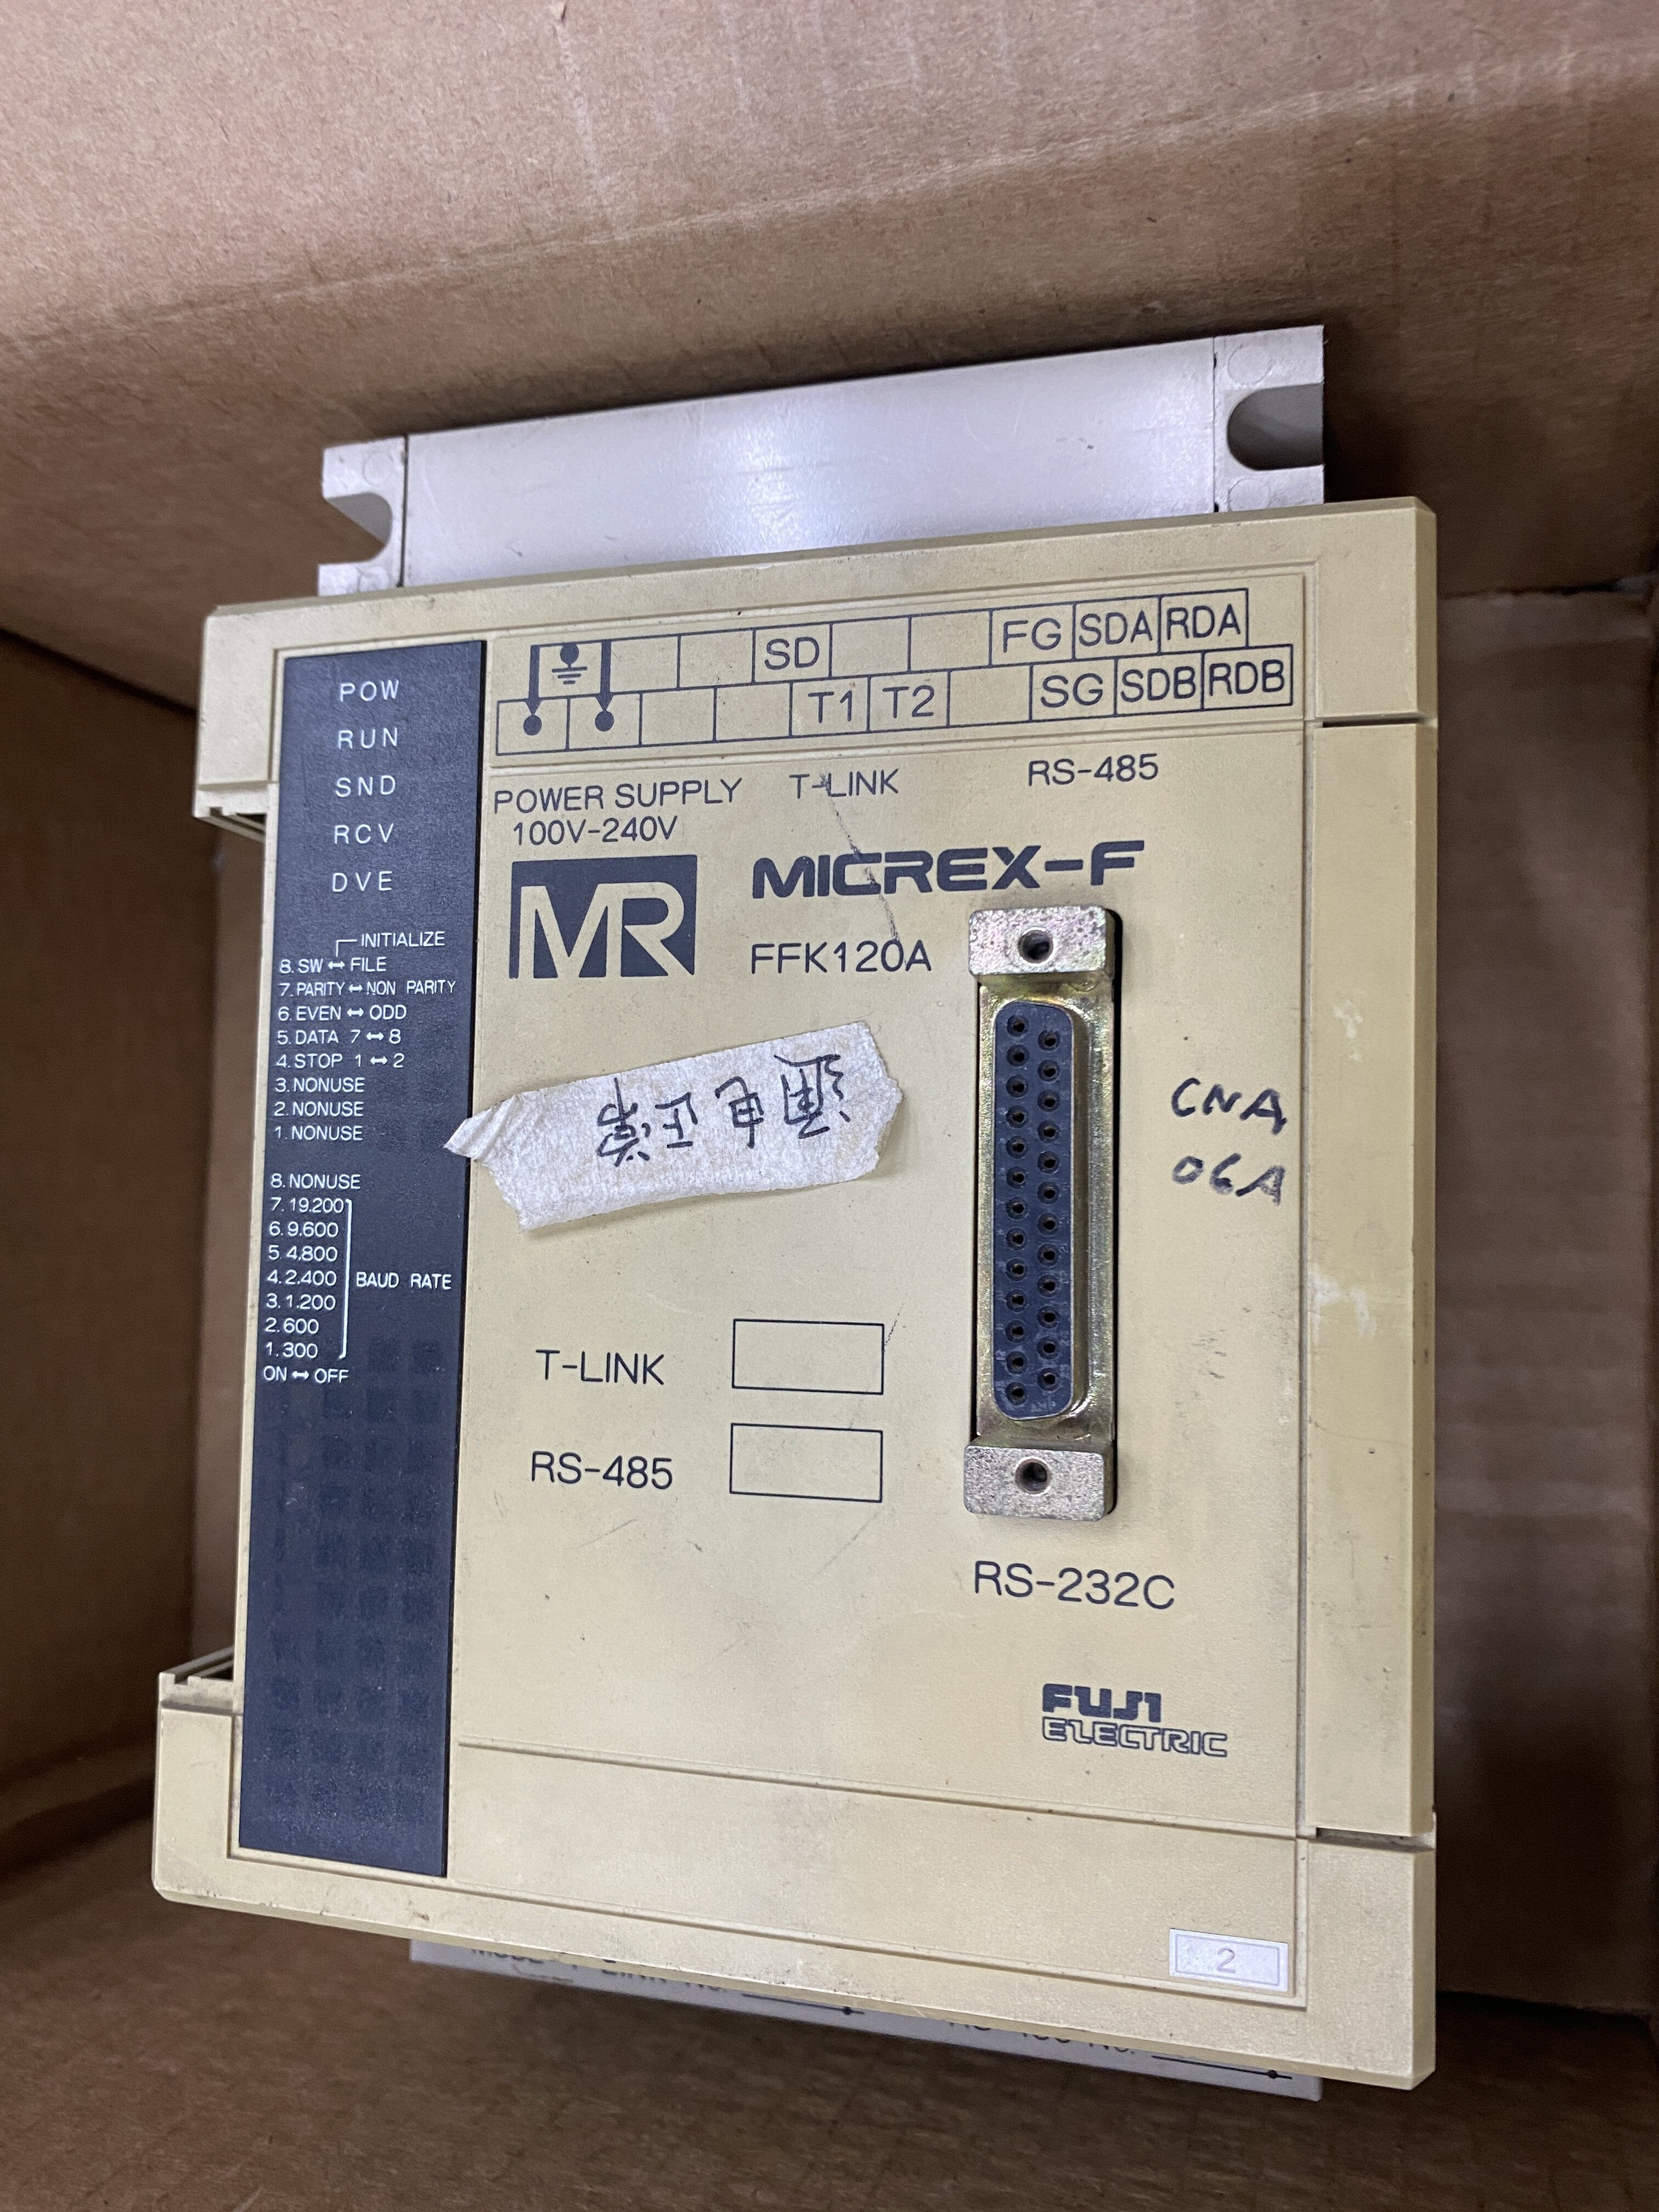 SD FG SDA RDA
T1 T2 SG SDB RDB
POWER SUPPLY
100V-240V
T-LINK
RS-485
POW
RUN
SND
RCV
DVE
INITIALIZE
8.SW↔FILE
7.PARITY↔NON PARITY
6.EVEN↔ODD
5.DATA 7↔8
4.STOP 1↔2
3.NONUSE
2.NONUSE
1.NONUSE
8.NONUSE
7.19.200
6.9.600
5.4.800
4.2.400
3.1.200
2.600
1.300
BAUD RATE
ON↔OFF
MR
MICREX-F
FFK120A
通电正常
CNA
06A
T-LINK
RS-485
RS-232C
FUJI
ELECTRIC
2